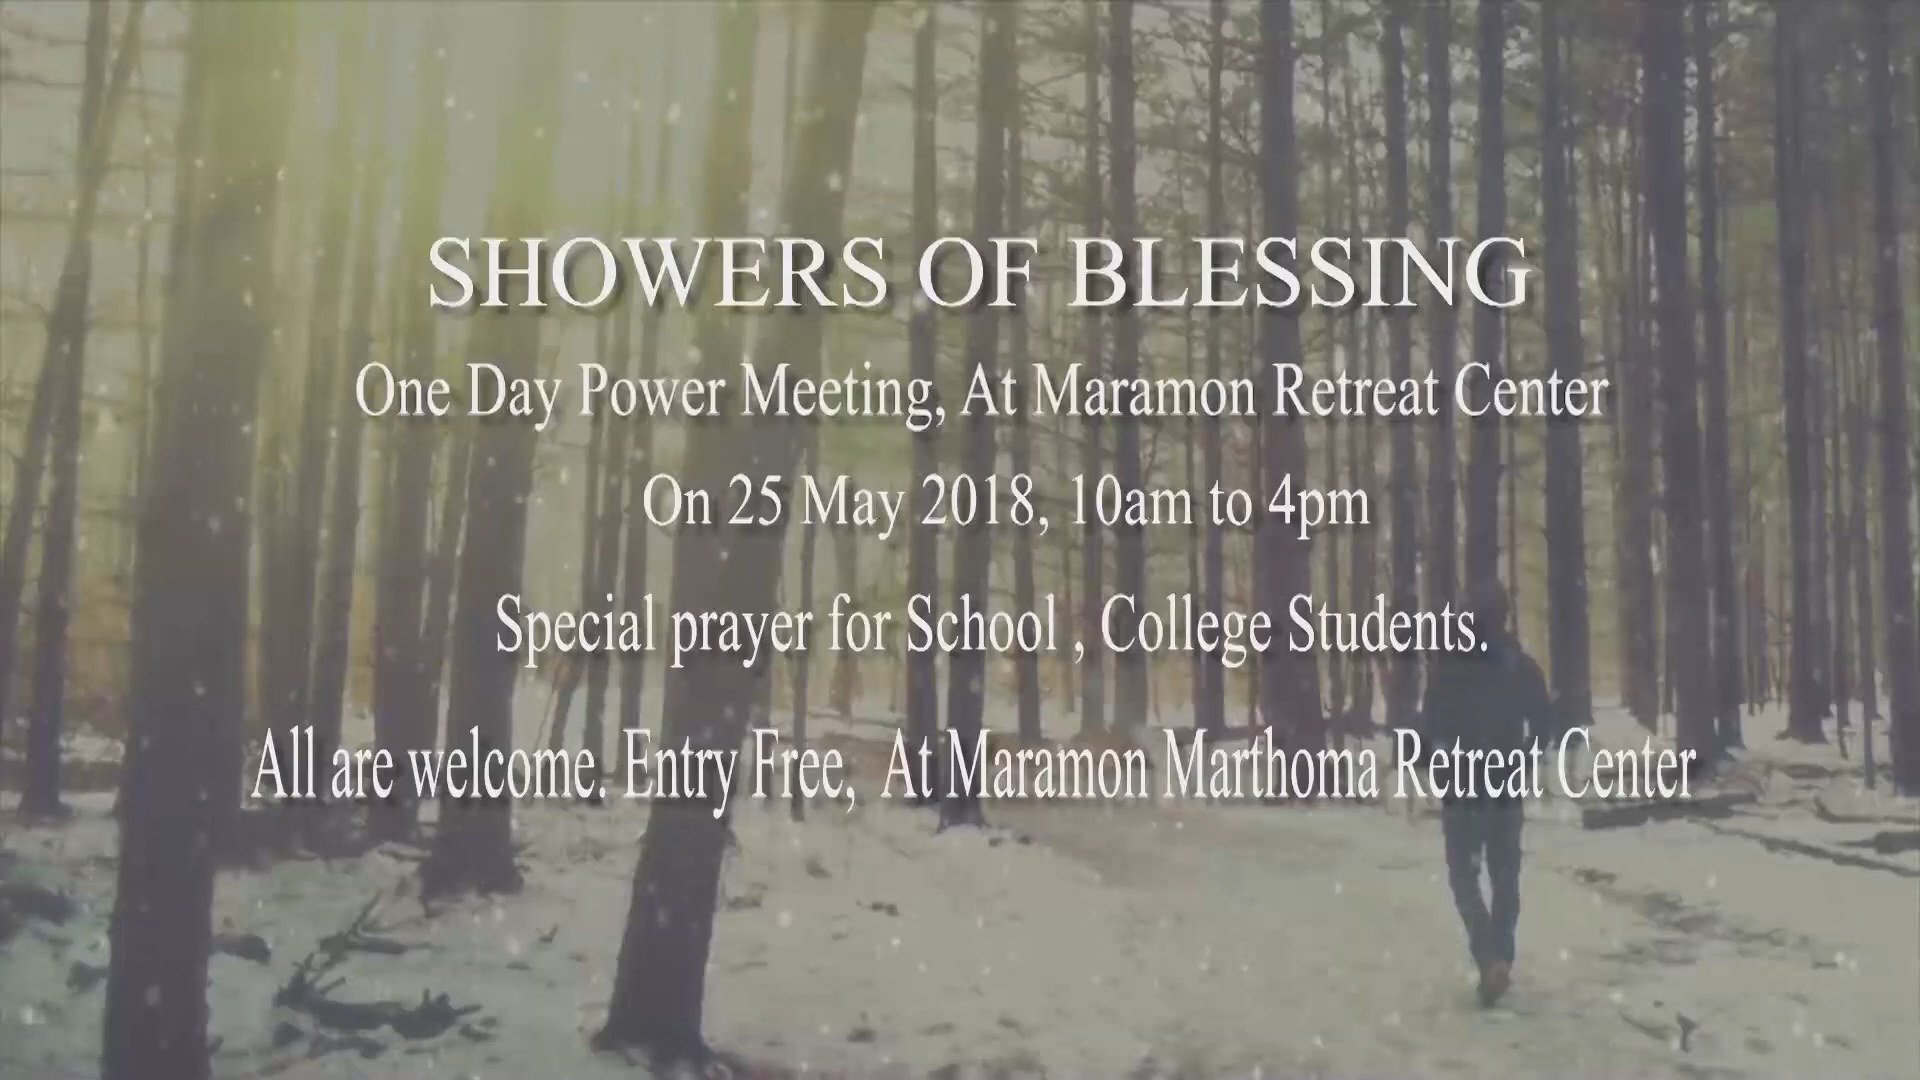 SHOWERS OF BLESSING
One Day Power Meeting, At Maramon Retreat Center
On 25 May 2018, 10am to 4pm
Special prayer for School , College Students.
All are welcome. Entry Free, At Maramon Marthoma Retreat Center